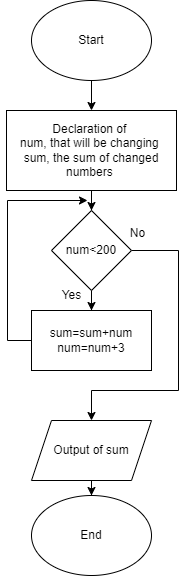 Start
Declaration of
num, that will be changing
sum, the sum of changed
numbers
num<200
No
Yes
sum=sum+num
num=num+3
Output of sum
End